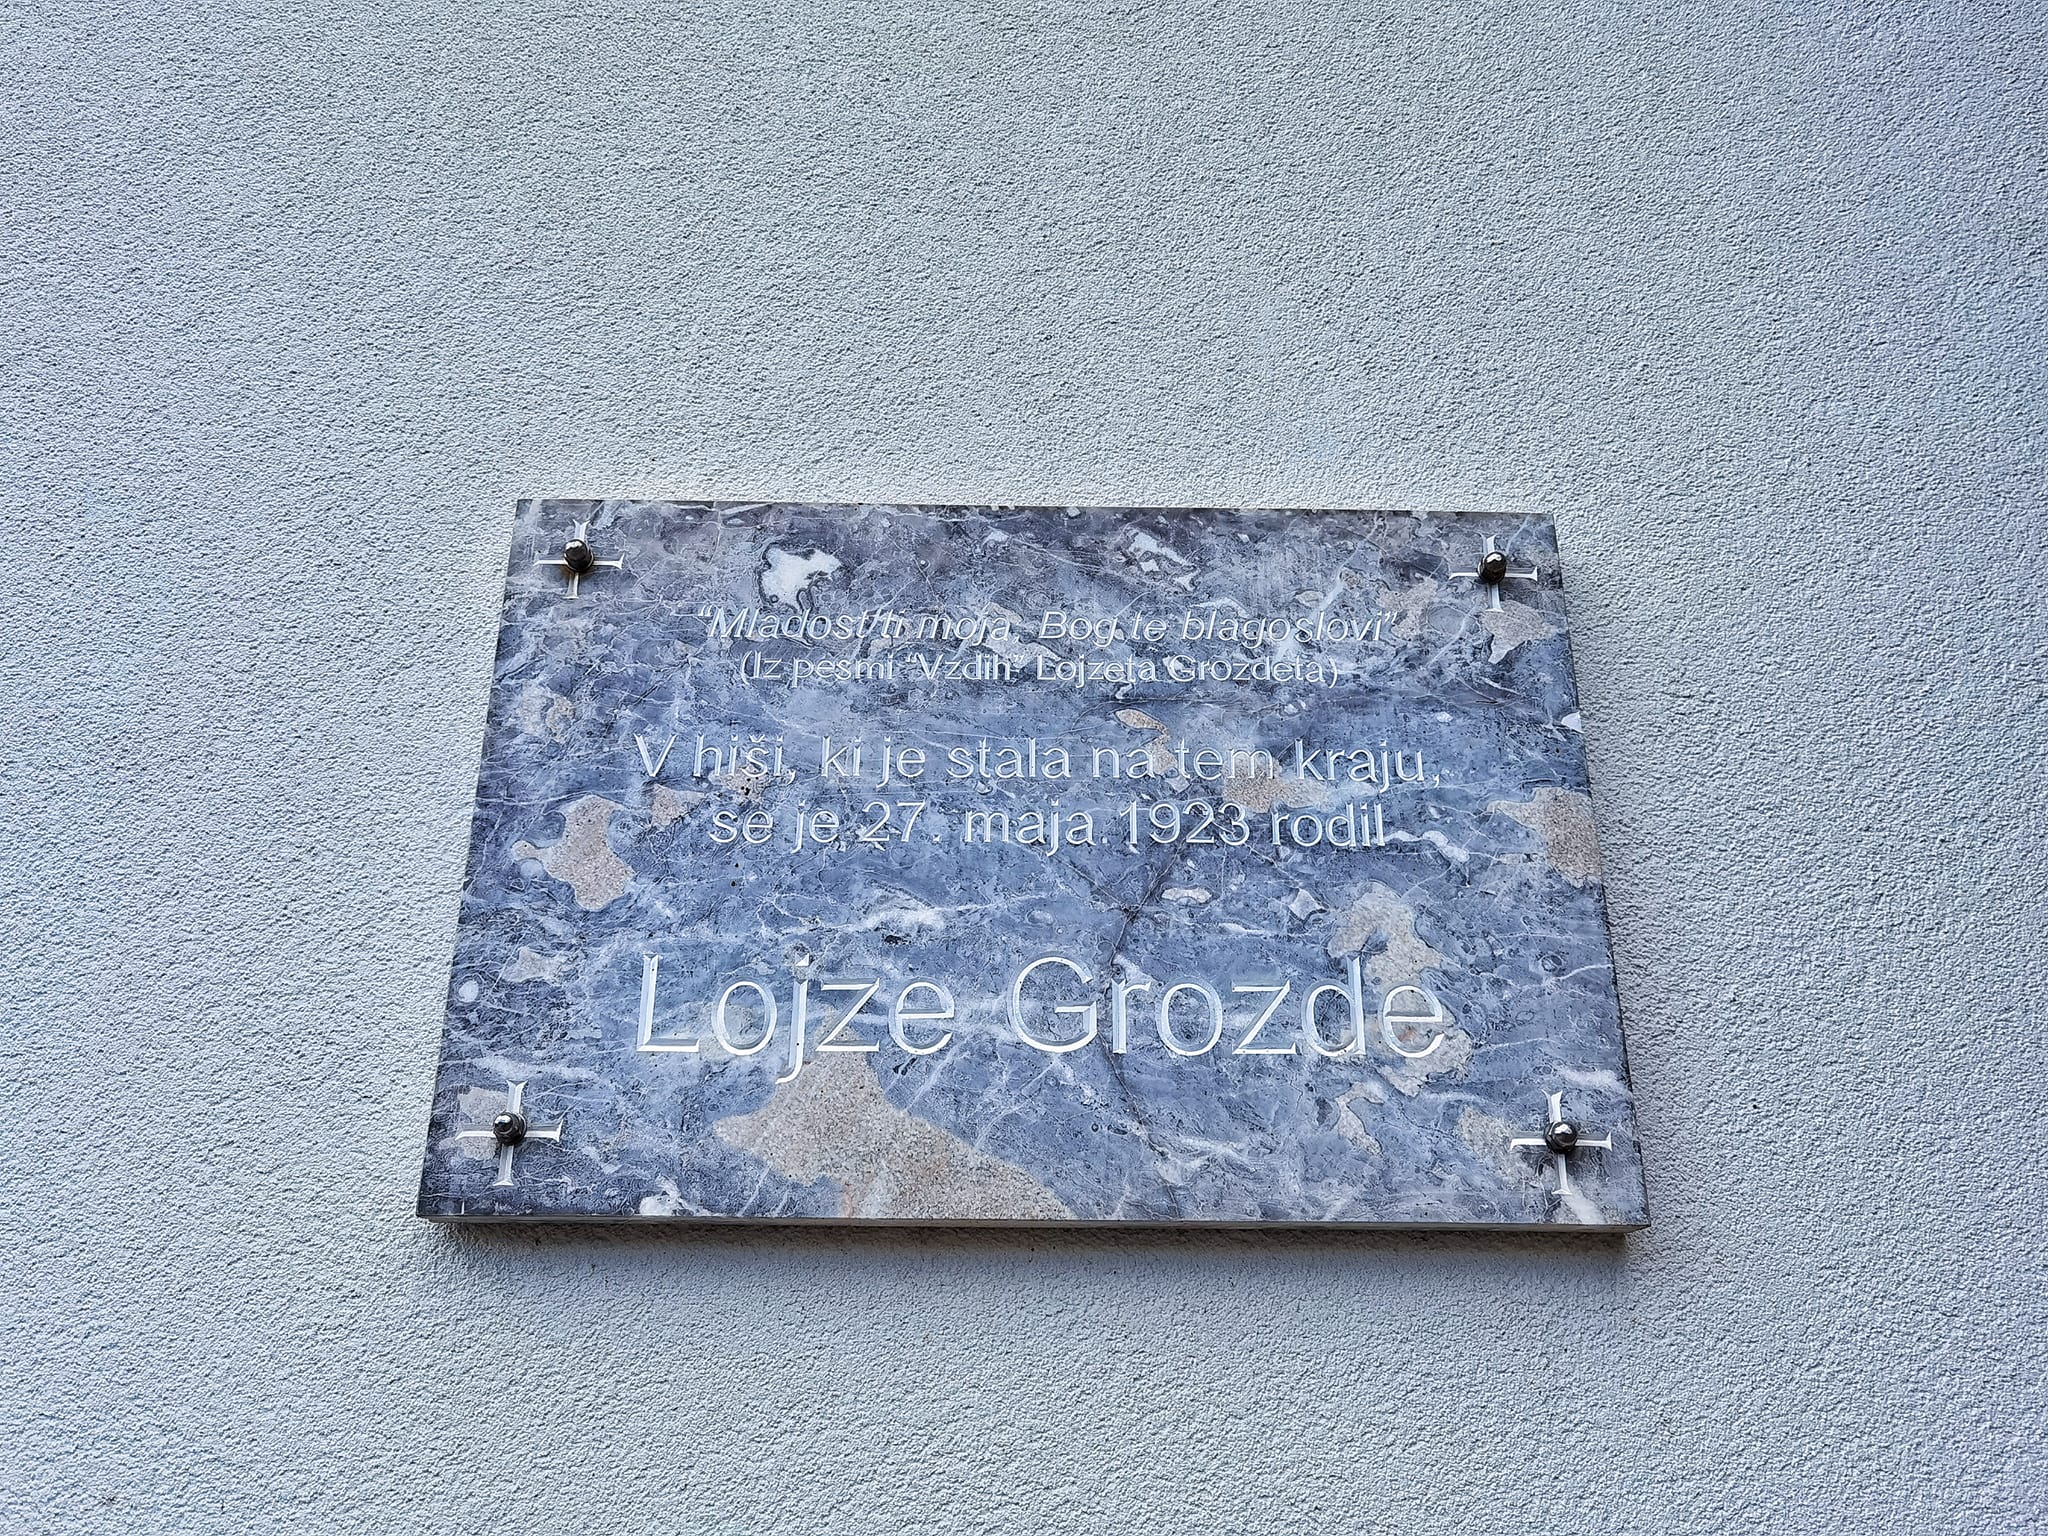 “Mladost ti moja Bog te blagoslovi”
(Iz pesmi “Vzdih” Lojzeta Grozdeta)
V hiši, ki je stala na tem kraju,
se je 27. maja 1923 rodil
Lojze Grozde